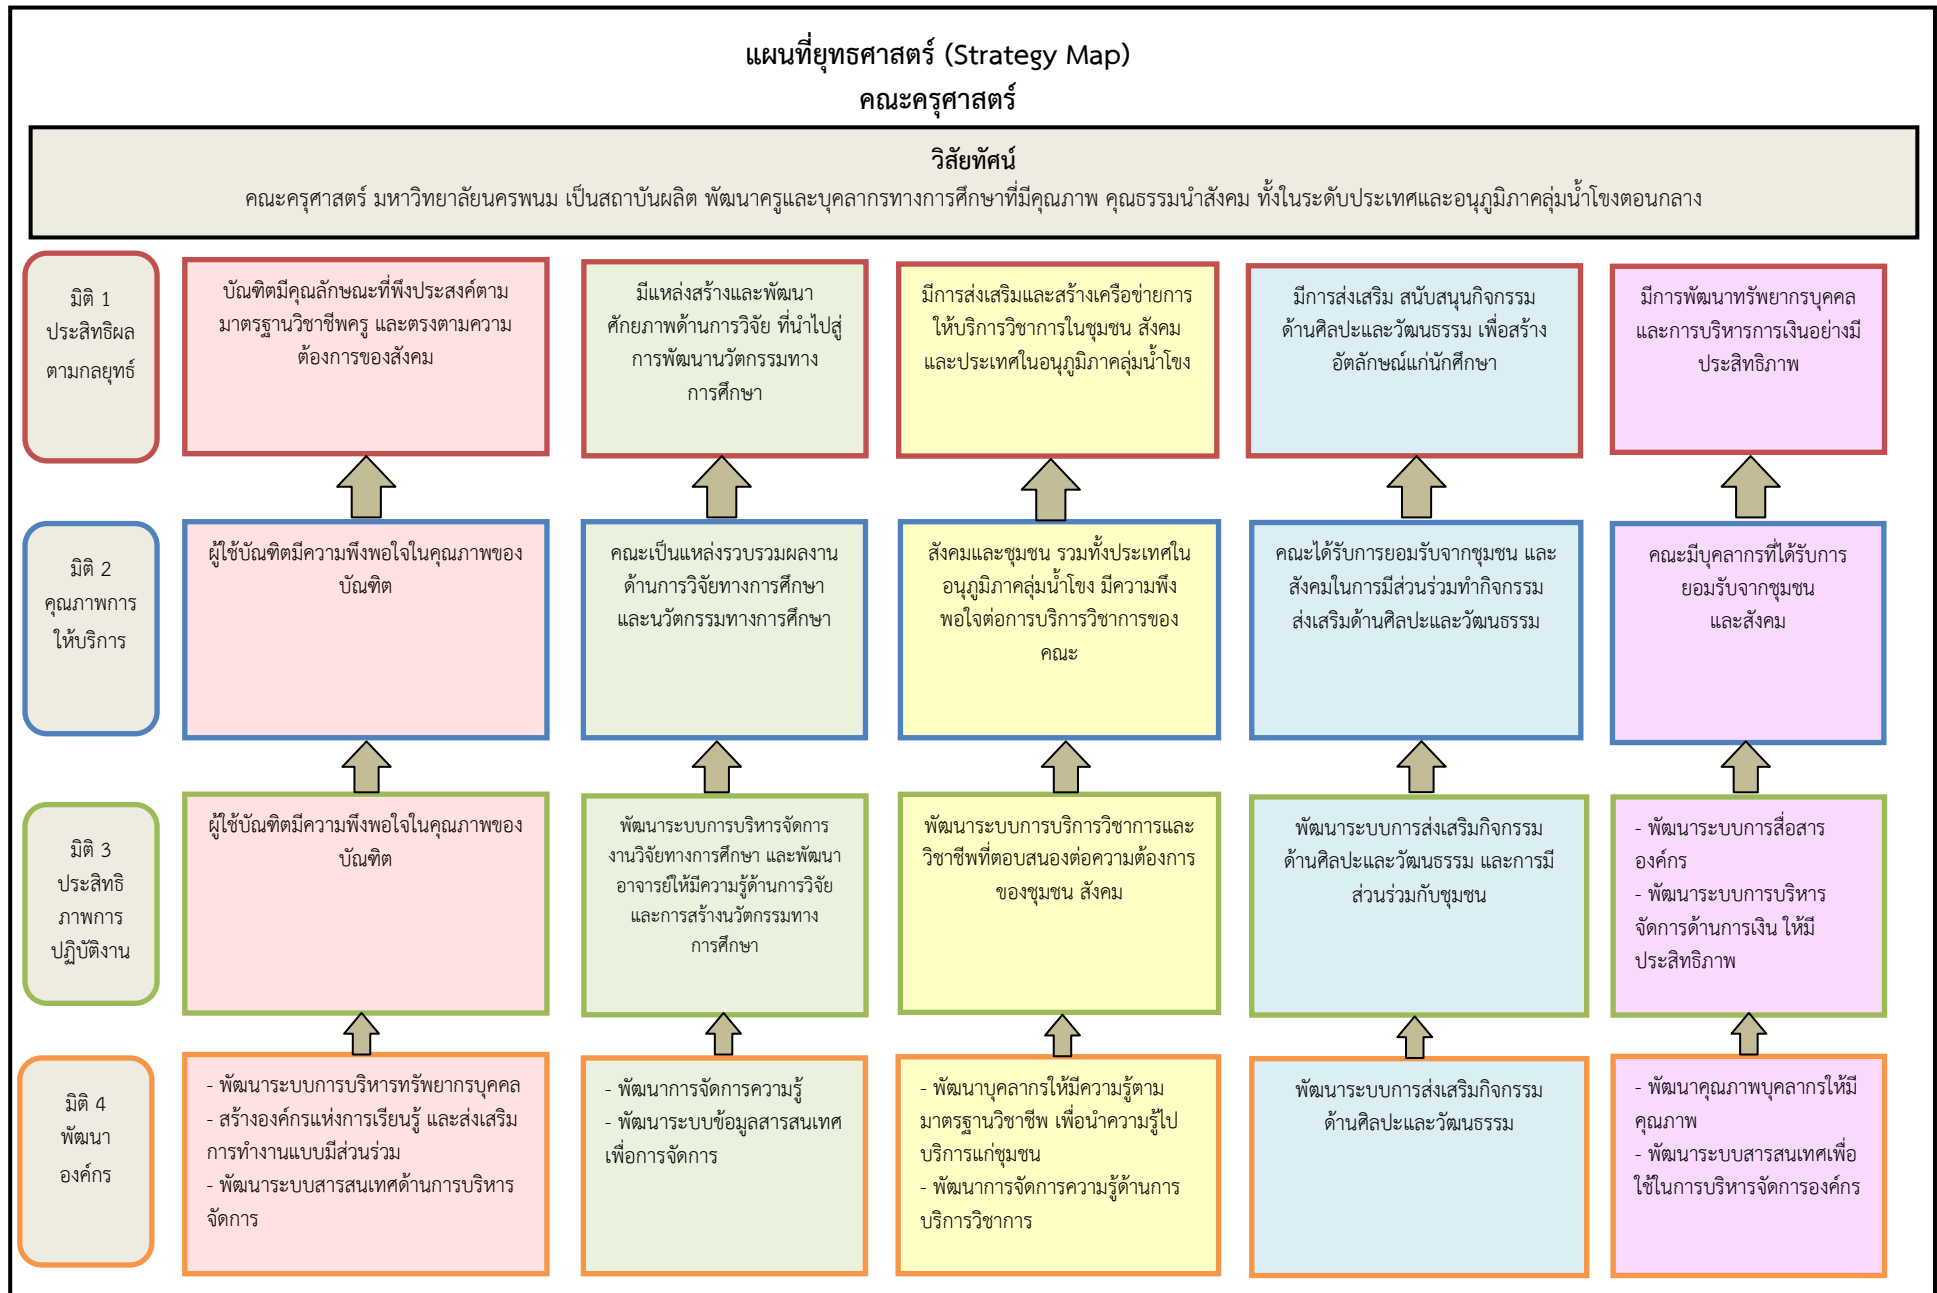 แผนที่ยุทธศาสตร์ (Strategy Map)
คณะครุศาสตร์
วิสัยทัศน์
คณะครุศาสตร์ มหาวิทยาลัยนครพนม เป็นสถาบันผลิต พัฒนาครูและบุคลากรทางการศึกษาที่มีคุณภาพ คุณธรรมนำสังคม ทั้งในระดับประเทศและอนุภูมิภาคลุ่มน้ำโขงตอนกลาง
มิติ 1
ประสิทธิผล
ตามกลยุทธ์
บัณฑิตมีคุณลักษณะที่พึงประสงค์ตาม
มาตรฐานวิชาชีพครู และตรงตามความ
ต้องการของสังคม
มีแหล่งสร้างและพัฒนา
ศักยภาพด้านการวิจัย ที่นำไปสู่
การพัฒนานวัตกรรมทาง
การศึกษา
มีการส่งเสริมและสร้างเครือข่ายการ
ให้บริการวิชาการในชุมชน สังคม
และประเทศในอนุภูมิภาคลุ่มน้ำโขง
มีการส่งเสริม สนับสนุนกิจกรรม
ด้านศิลปะและวัฒนธรรม เพื่อสร้าง
อัตลักษณ์แก่นักศึกษา
มีการพัฒนาทรัพยากรบุคคล
และการบริหารการเงินอย่างมี
ประสิทธิภาพ
มิติ 2
คุณภาพการ
ให้บริการ
ผู้ใช้บัณฑิตมีความพึงพอใจในคุณภาพของ
บัณฑิต
คณะเป็นแหล่งรวบรวมผลงาน
ด้านการวิจัยทางการศึกษา
และนวัตกรรมทางการศึกษา
สังคมและชุมชน รวมทั้งประเทศใน
อนุภูมิภาคลุ่มน้ำโขง มีความพึง
พอใจต่อการบริการวิชาการของ
คณะ
คณะได้รับการยอมรับจากชุมชน และ
สังคมในการมีส่วนร่วมทำกิจกรรม
ส่งเสริมด้านศิลปะและวัฒนธรรม
คณะมีบุคลากรที่ได้รับการ
ยอมรับจากชุมชน
และสังคม
มิติ 3
ประสิทธิ
ภาพการ
ปฏิบัติงาน
ผู้ใช้บัณฑิตมีความพึงพอใจในคุณภาพของ
บัณฑิต
พัฒนาระบบการบริหารจัดการ
งานวิจัยทางการศึกษา และพัฒนา
อาจารย์ให้มีความรู้ด้านการวิจัย
และการสร้างนวัตกรรมทาง
การศึกษา
พัฒนาระบบการบริการวิชาการและ
วิชาชีพที่ตอบสนองต่อความต้องการ
ของชุมชน สังคม
พัฒนาระบบการส่งเสริมกิจกรรม
ด้านศิลปะและวัฒนธรรม และการมี
ส่วนร่วมกับชุมชน
- พัฒนาระบบการสื่อสาร
องค์กร
- พัฒนาระบบการบริหาร
จัดการด้านการเงิน ให้มี
ประสิทธิภาพ
มิติ 4
พัฒนา
องค์กร
- พัฒนาระบบการบริหารทรัพยากรบุคคล
- สร้างองค์กรแห่งการเรียนรู้ และส่งเสริม
การทำงานแบบมีส่วนร่วม
- พัฒนาระบบสารสนเทศด้านการบริหาร
จัดการ
- พัฒนาการจัดการความรู้
- พัฒนาระบบข้อมูลสารสนเทศ
เพื่อการจัดการ
- พัฒนาบุคลากรให้มีความรู้ตาม
มาตรฐานวิชาชีพ เพื่อนำความรู้ไป
บริการแก่ชุมชน
- พัฒนาการจัดการความรู้ด้านการ
บริการวิชาการ
พัฒนาระบบการส่งเสริมกิจกรรม
ด้านศิลปะและวัฒนธรรม
- พัฒนาคุณภาพบุคลากรให้มี
คุณภาพ
- พัฒนาระบบสารสนเทศเพื่อ
ใช้ในการบริหารจัดการองค์กร